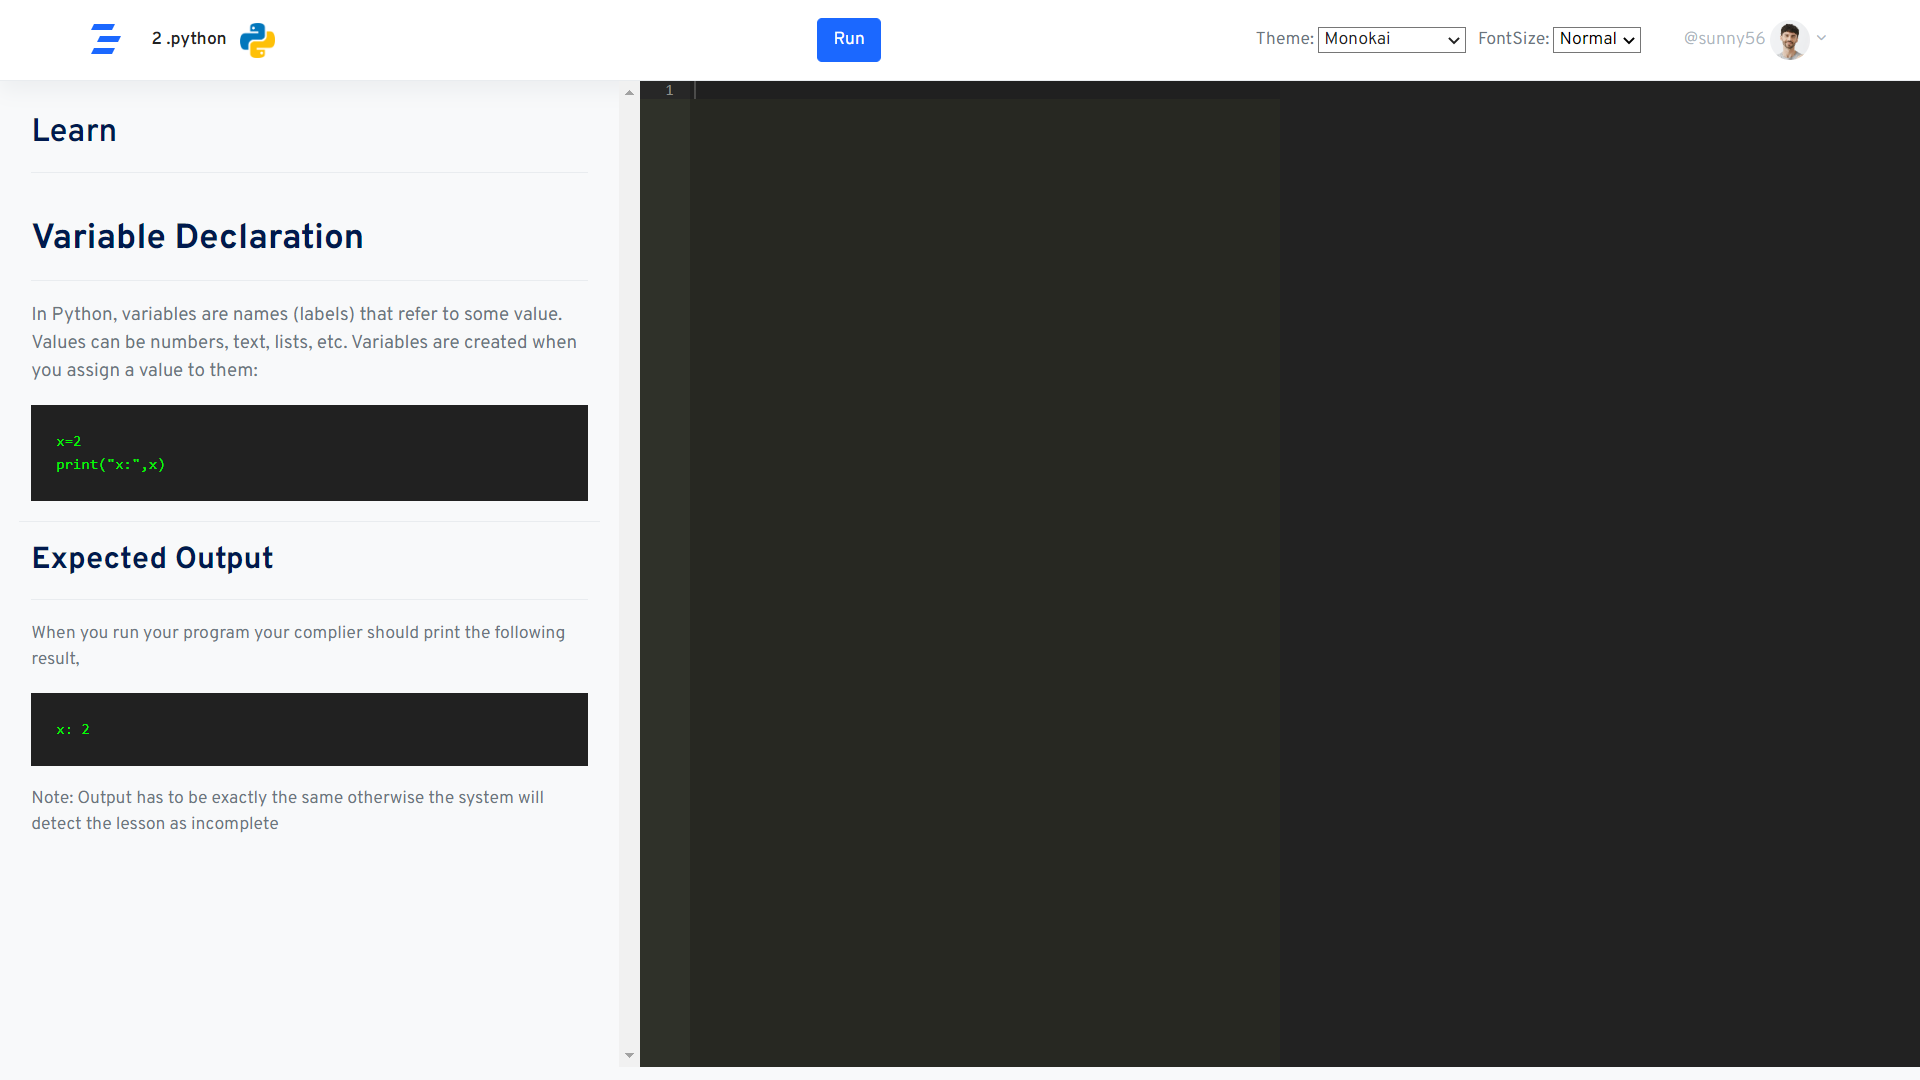 2 .python
Run
Theme: Monokai FontSize: Normal
@sunny56
Learn
Variable Declaration
In Python, variables are names (labels) that refer to some value.
Values can be numbers, text, lists, etc. Variables are created when
you assign a value to them:
x=2
print("x:",x)
Expected Output
When you run your program your complier should print the following
result,
x: 2
Note: Output has to be exactly the same otherwise the system will
detect the lesson as incomplete
1